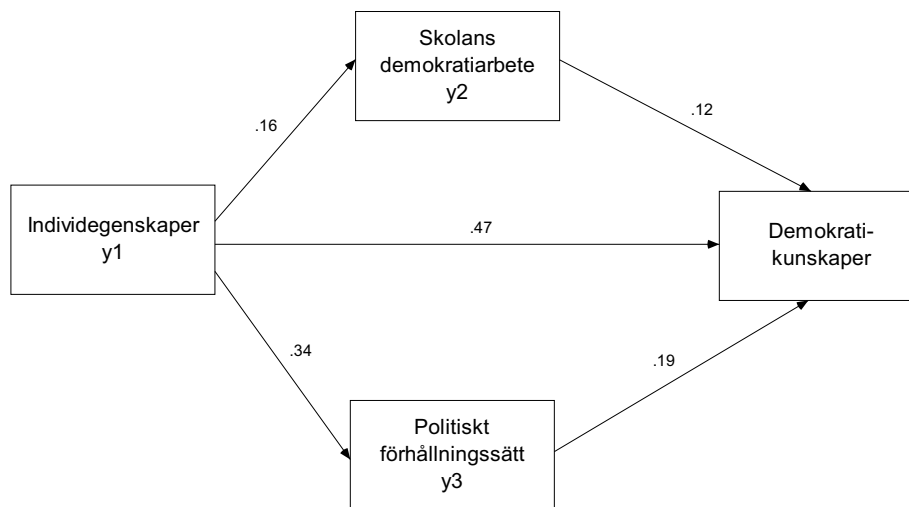 Skolans
demokratiarbete
y2
.16
.12
Individegenskaper
y1
.47
Demokrati-
kunskaper
.34
.19
Politiskt
förhållningssätt
y3